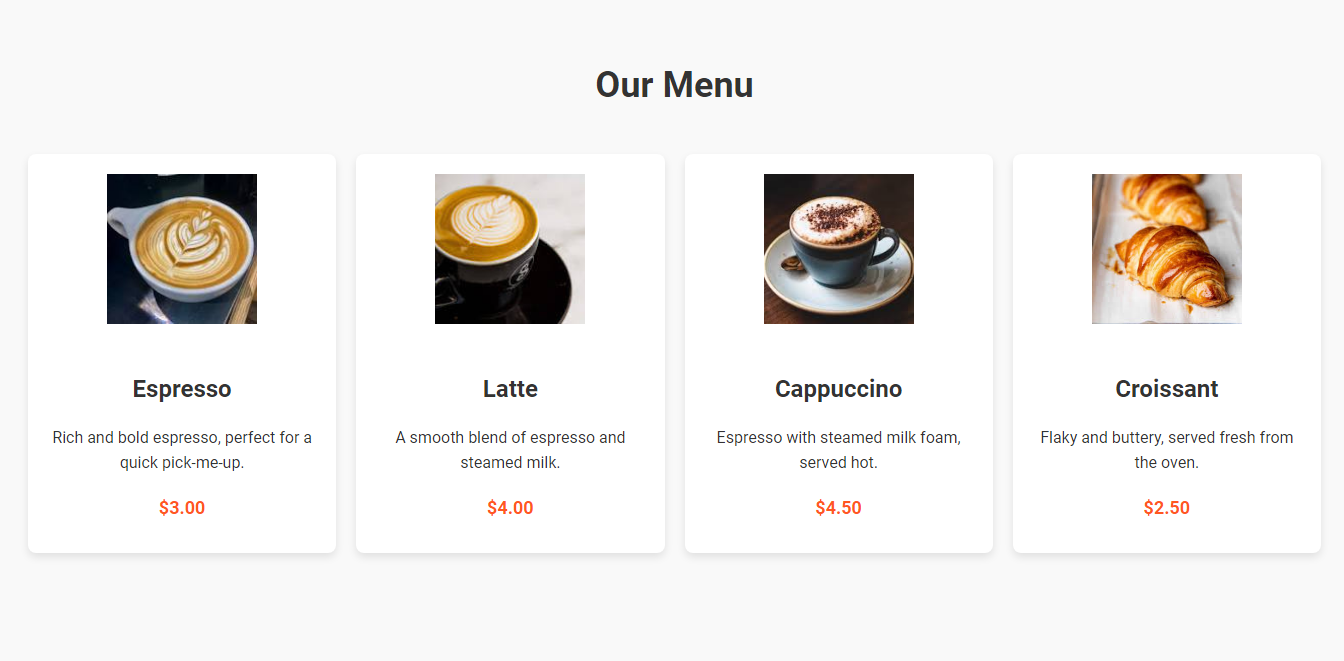 Our Menu
Espresso
Rich and bold espresso, perfect for a
quick pick-me-up.
$3.00
Latte
A smooth blend of espresso and
steamed milk.
$4.00
Cappuccino
Espresso with steamed milk foam,
served hot.
$4.50
Croissant
Flaky and buttery, served fresh from
the oven.
$2.50